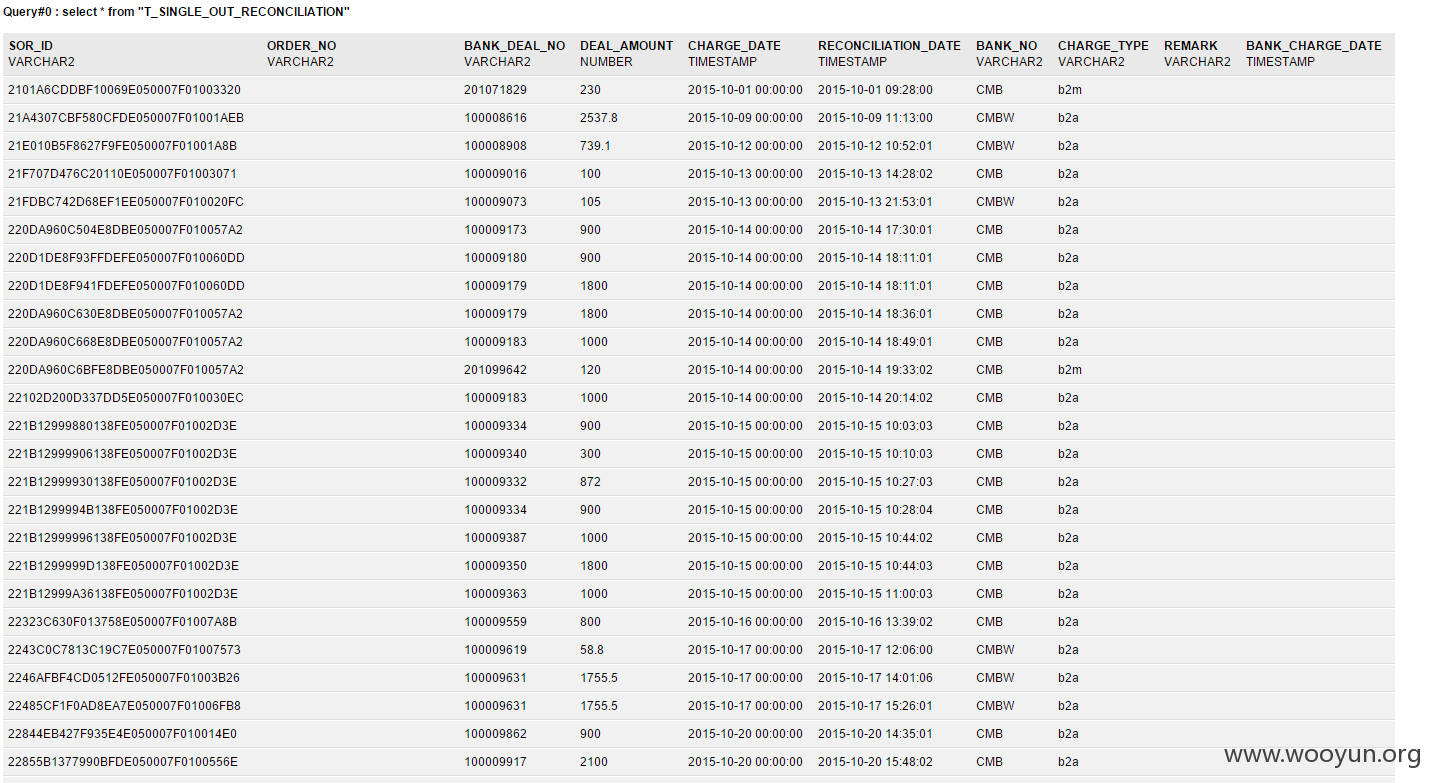 Query#0 : select * from "T_SINGLE_OUT_RECONCILIATION"
SOR_ID ORDER_NO BANK_DEAL_NO DEAL_AMOUNT CHARGE_DATE RECONCILIATION_DATE BANK_NO CHARGE_TYPE REMARK BANK_CHARGE_DATE
VARCHAR2 VARCHAR2 VARCHAR2 NUMBER TIMESTAMP TIMESTAMP VARCHAR2 VARCHAR2 VARCHAR2 TIMESTAMP
2101A6CDDBF10069E050007F01003320 201071829 230 2015-10-01 00:00:00 2015-10-01 09:28:00 CMB b2m
21A4307CBF580CFDE050007F01001AEB 100008616 2537.8 2015-10-09 00:00:00 2015-10-09 11:13:00 CMBW b2a
21E010B5F8627F9FE050007F01001A8B 100008908 739.1 2015-10-12 00:00:00 2015-10-12 10:52:01 CMBW b2a
21F707D476C20110E050007F01003071 100009016 100 2015-10-13 00:00:00 2015-10-13 14:28:02 CMB b2a
21FDBC742D68EF1EE050007F010020FC 100009073 105 2015-10-13 00:00:00 2015-10-13 21:53:01 CMBW b2a
220DA960C504E8DBE050007F010057A2 100009173 900 2015-10-14 00:00:00 2015-10-14 17:30:01 CMB b2a
220D1DE8F93FFDEFE050007F010060DD 100009180 900 2015-10-14 00:00:00 2015-10-14 18:11:01 CMB b2a
220D1DE8F941FDEFE050007F010060DD 100009179 1800 2015-10-14 00:00:00 2015-10-14 18:11:01 CMB b2a
220DA960C630E8DBE050007F010057A2 100009179 1800 2015-10-14 00:00:00 2015-10-14 18:36:01 CMB b2a
220DA960C668E8DBE050007F010057A2 100009183 1000 2015-10-14 00:00:00 2015-10-14 18:49:01 CMB b2a
220DA960C6BFE8DBE050007F010057A2 201099642 120 2015-10-14 00:00:00 2015-10-14 19:33:02 CMB b2m
22102D200D337DD5E050007F010030EC 100009183 1000 2015-10-14 00:00:00 2015-10-14 20:14:02 CMB b2a
221B12999880138FE050007F01002D3E 100009334 900 2015-10-15 00:00:00 2015-10-15 10:03:03 CMB b2a
221B12999906138FE050007F01002D3E 100009340 300 2015-10-15 00:00:00 2015-10-15 10:10:03 CMB b2a
221B12999930138FE050007F01002D3E 100009332 872 2015-10-15 00:00:00 2015-10-15 10:27:03 CMB b2a
221B1299994B138FE050007F01002D3E 100009334 900 2015-10-15 00:00:00 2015-10-15 10:28:04 CMB b2a
221B12999996138FE050007F01002D3E 100009387 1000 2015-10-15 00:00:00 2015-10-15 10:44:02 CMB b2a
221B1299999D138FE050007F01002D3E 100009350 1800 2015-10-15 00:00:00 2015-10-15 10:44:03 CMB b2a
221B12999A36138FE050007F01002D3E 100009363 1000 2015-10-15 00:00:00 2015-10-15 11:00:03 CMB b2a
22323C630F013758E050007F01007A8B 100009559 800 2015-10-16 00:00:00 2015-10-16 13:39:02 CMB b2a
2243C0C7813C19C7E050007F01007573 100009619 58.8 2015-10-17 00:00:00 2015-10-17 12:06:00 CMBW b2a
2246AFBF4CD0512FE050007F01003B26 100009631 1755.5 2015-10-17 00:00:00 2015-10-17 14:01:06 CMBW b2a
22485CF1F0AD8EA7E050007F01006FB8 100009631 1755.5 2015-10-17 00:00:00 2015-10-17 15:26:01 CMBW b2a
22844EB427F935E4E050007F010014E0 100009862 900 2015-10-20 00:00:00 2015-10-20 14:35:01 CMB b2a
22855B1377990BFDE050007F0100556E 100009917 2100 2015-10-20 00:00:00 2015-10-20 15:48:02 CMB b2a
www.wooyun.org